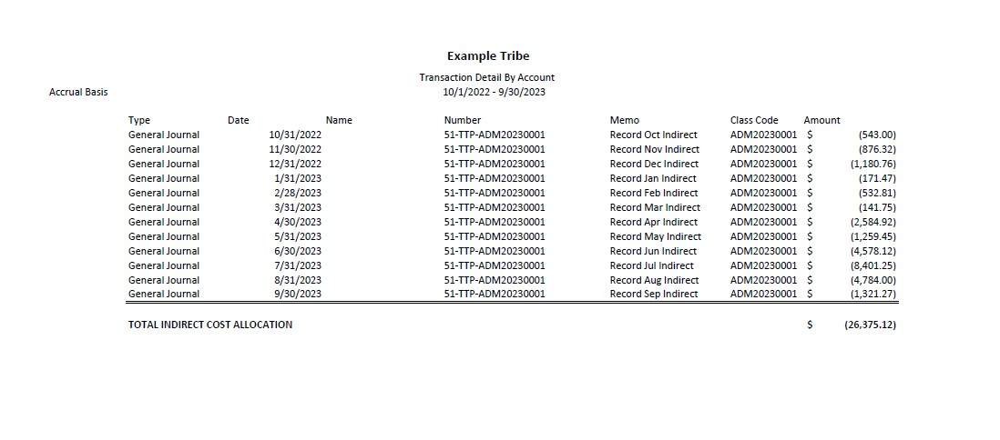 Example Tribe
Transaction Detail By Account
Accrual Basis 10/1/2022 - 9/30/2023
Type Date Name Number Memo Class Code Amount
General Journal 10/31/2022 51-TTP-ADM20230001 Record Oct Indirect ADM20230001 $ (543.00)
General Journal 11/30/2022 51-TTP-ADM20230001 Record Nov Indirect ADM20230001 $ (876.32)
General Journal 12/31/2022 51-TTP-ADM20230001 Record Dec Indirect ADM20230001 $ (1,180.76)
General Journal 1/31/2023 51-TTP-ADM20230001 Record Jan Indirect ADM20230001 $ (171.47)
General Journal 2/28/2023 51-TTP-ADM20230001 Record Feb Indirect ADM20230001 $ (532.81)
General Journal 3/31/2023 51-TTP-ADM20230001 Record Mar Indirect ADM20230001 $ (141.75)
General Journal 4/30/2023 51-TTP-ADM20230001 Record Apr Indirect ADM20230001 $ (2,584.92)
General Journal 5/31/2023 51-TTP-ADM20230001 Record May Indirect ADM20230001 $ (1,259.45)
General Journal 6/30/2023 51-TTP-ADM20230001 Record Jun Indirect ADM20230001 $ (4,578.12)
General Journal 7/31/2023 51-TTP-ADM20230001 Record Jul Indirect ADM20230001 $ (8,401.25)
General Journal 8/31/2023 51-TTP-ADM20230001 Record Aug Indirect ADM20230001 $ (4,784.00)
General Journal 9/30/2023 51-TTP-ADM20230001 Record Sep Indirect ADM20230001 $ (1,321.27)
TOTAL INDIRECT COST ALLOCATION $ (26,375.12)